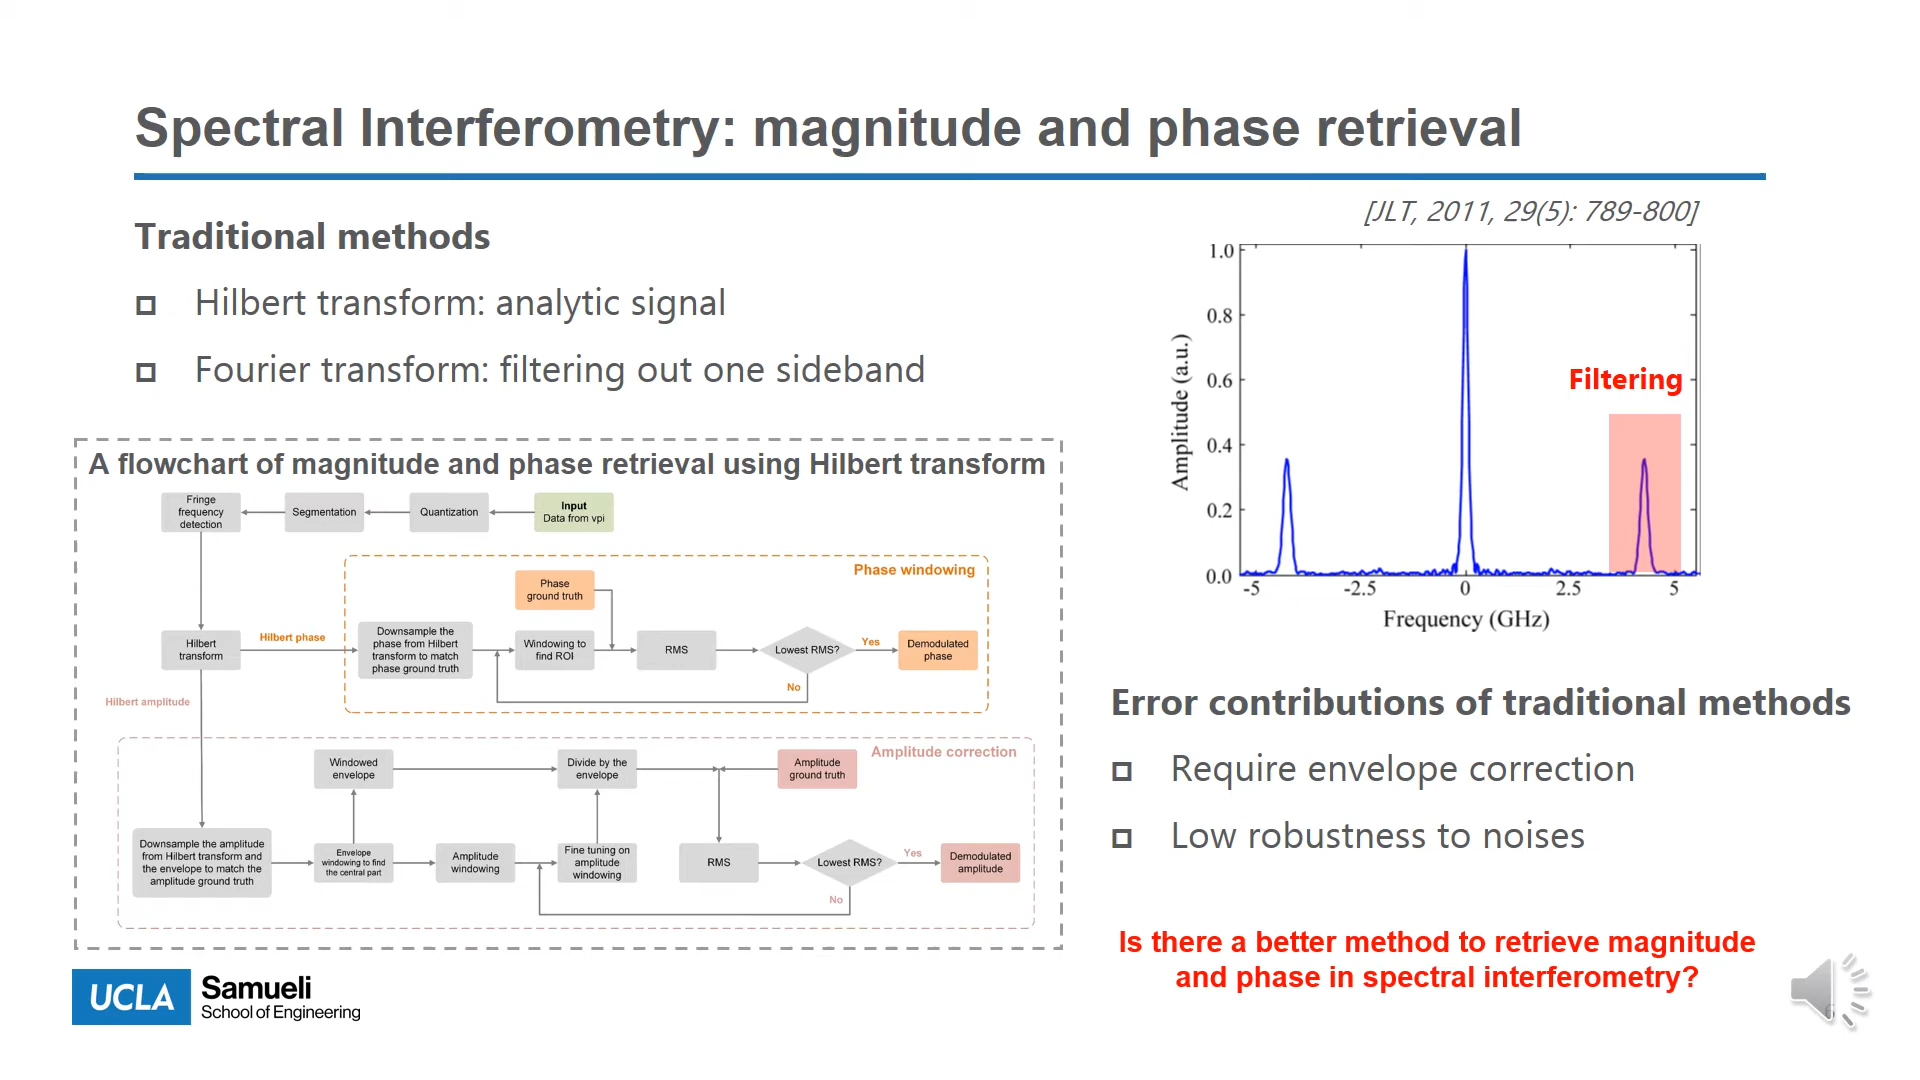 Spectral Interferometry: magnitude and phase retrieval
Traditional methods
Hilbert transform: analytic signal
Fourier transform: filtering out one sideband
[JLT, 2011, 29(5): 789-800]
1.0
0.8
0.6
0.4
0.2
0.0
Amplitude (a.u.)
Filtering
-5
-2.5
0
2.5
5
Frequency (GHz)
A flowchart of magnitude and phase retrieval using Hilbert transform
Fringe
frequency
detection
Segmentation
Quantization
Input
Data from vpi
Phase windowing
Phase
ground truth
Hilbert
transform
Hilbert phase
Downsample the
phase from Hilbert
transform to match
phase ground truth
Windowing to
find ROI
RMS
Lowest RMS?
Yes
No
Demodulated
phase
Hilbert amplitude
Amplitude correction
Windowed
envelope
Divide by the
envelope
Amplitude
ground truth
Downsample the amplitude
from Hilbert transform and
the envelope to match the
amplitude ground truth
Envelope
windowing to find
the central part
Amplitude
windowing
Fine tuning on
amplitude
windowing
RMS
Lowest RMS?
Yes
No
Demodulated
amplitude
Error contributions of traditional methods
Require envelope correction
Low robustness to noises
Is there a better method to retrieve magnitude
and phase in spectral interferometry?
UCLA
Samueli
School of Engineering